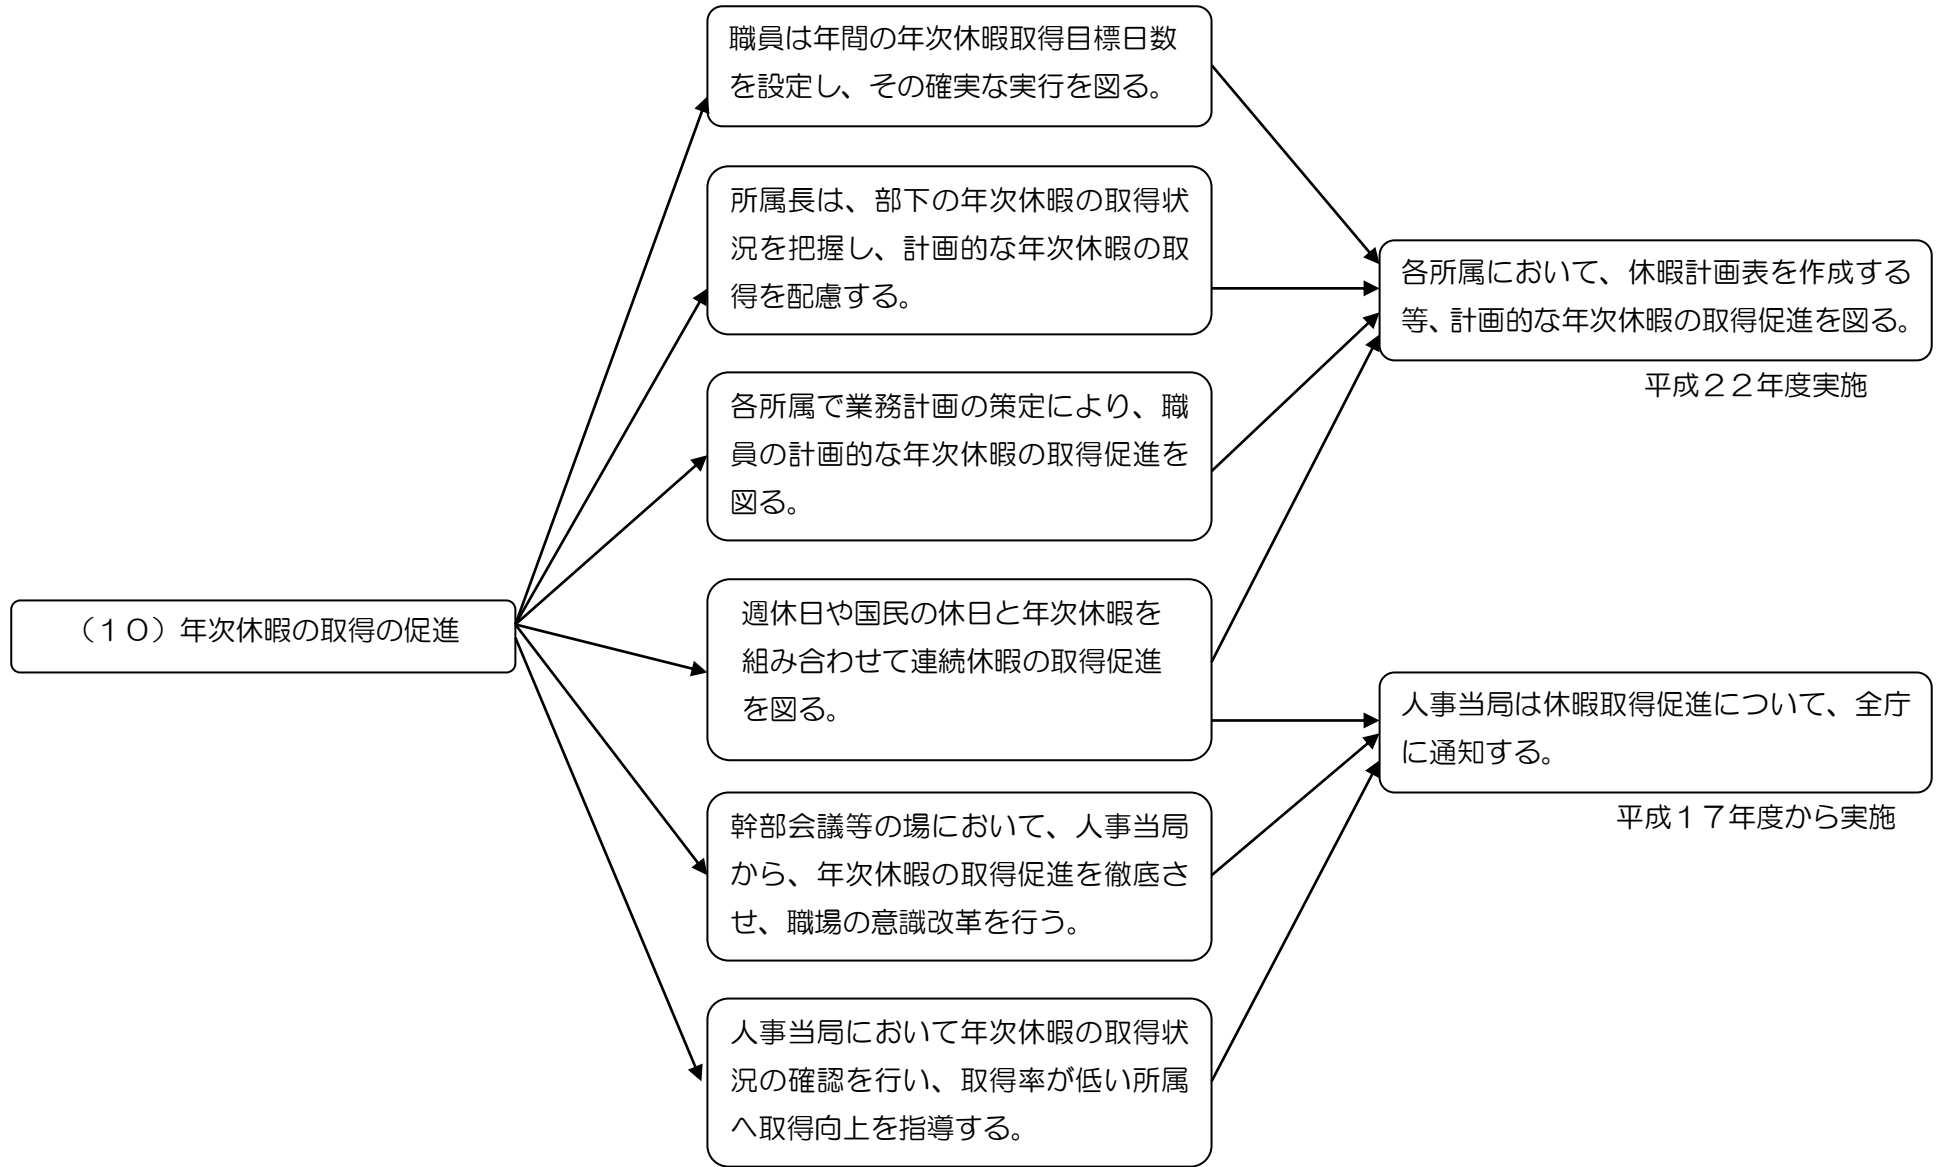 （１０）年次休暇の取得の促進
職員は年間の年次休暇取得目標日数
を設定し、その確実な実行を図る。
所属長は、部下の年次休暇の取得状
況を把握し、計画的な年次休暇の取
得を配慮する。
各所属で業務計画の策定により、職
員の計画的な年次休暇の取得促進を
図る。
週休日や国民の休日と年次休暇を
組み合わせて連続休暇の取得促進
を図る。
幹部会議等の場において、人事当局
から、年次休暇の取得促進を徹底さ
せ、職場の意識改革を行う。
人事当局において年次休暇の取得状
況の確認を行い、取得率が低い所属
へ取得向上を指導する。
各所属において、休暇計画表を作成する
等、計画的な年次休暇の取得促進を図る。
平成２２年度実施
人事当局は休暇取得促進について、全庁
に通知する。
平成１７年度から実施